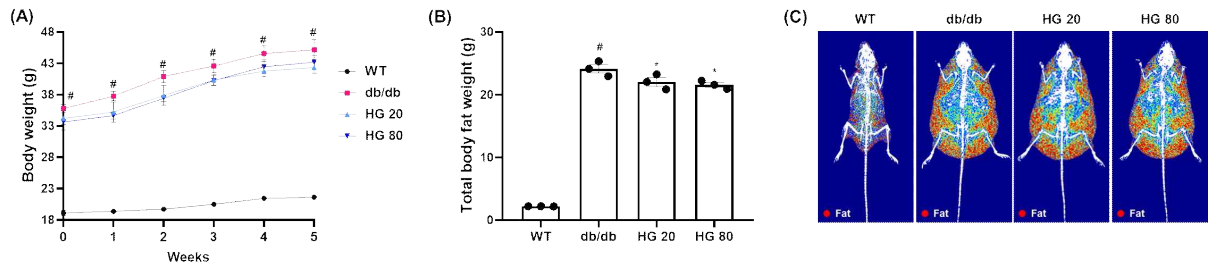 (A)
Body weight (g)
48
43
38
33
28
23
18
# # # # # #
0 1 2 3 4 5
Weeks
WT
db/db
HG 20
HG 80
(B)
Total body fat weight (g)
30
20
10
0
#
*
WT db/db HG 20 HG 80
(C)
WT db/db HG 20 HG 80
Fat Fat Fat Fat